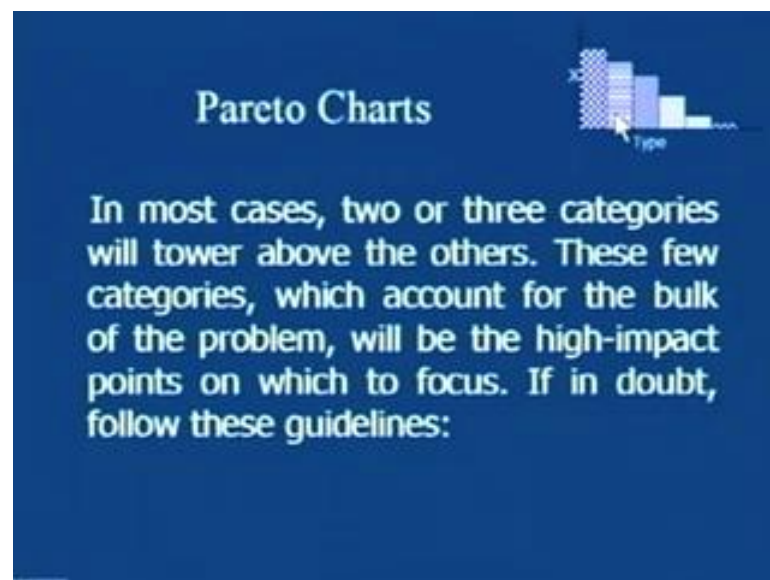 Pareto Charts
X
Type
In most cases, two or three categories
will tower above the others. These few
categories, which account for the bulk
of the problem, will be the high-impact
points on which to focus. If in doubt,
follow these guidelines: